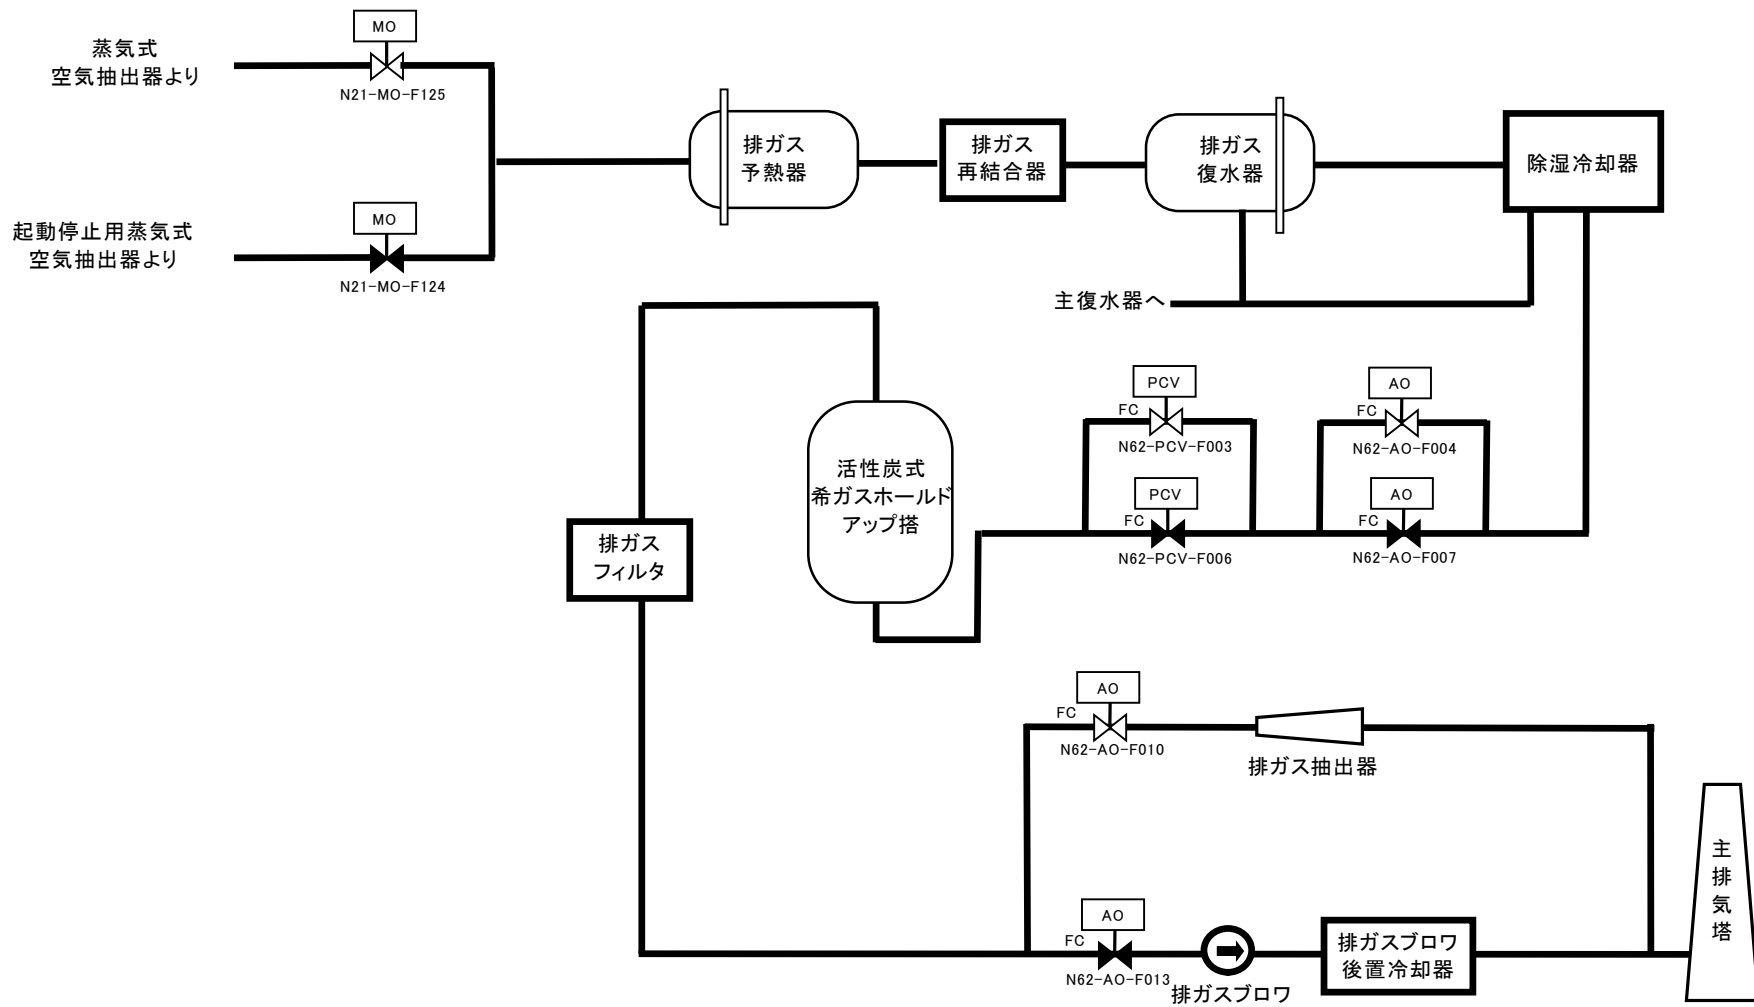 MO
蒸気式
空気抽出器より
N21-MO-F125
MO
起動停止用蒸気式
空気抽出器より
N21-MO-F124
排ガス
予熱器
排ガス
再結合器
排ガス
復水器
除湿冷却器
主復水器へ
PCV
FC
N62-PCV-F003
AO
FC
N62-AO-F004
PCV
FC
N62-PCV-F006
AO
FC
N62-AO-F007
活性炭式
希ガスホールド
アップ搭
排ガス
フィルタ
AO
FC
N62-AO-F010
排ガス抽出器
AO
FC
N62-AO-F013
排ガスブロワ
排ガスブロワ
後置冷却器
主
排
気
塔